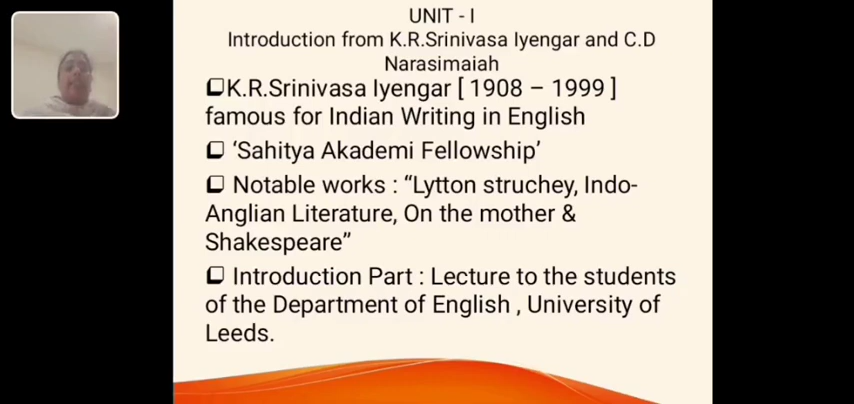 UNIT - I
Introduction from K.R.Srinivasa Iyengar and C.D
Narasimaiah
❑K.R.Srinivasa Iyengar [ 1908 – 1999 ]
famous for Indian Writing in English
❑ ‘Sahitya Akademi Fellowship’
❑ Notable works : “Lytton struchey, Indo-
Anglian Literature, On the mother &
Shakespeare”
❑ Introduction Part : Lecture to the students
of the Department of English , University of
Leeds.